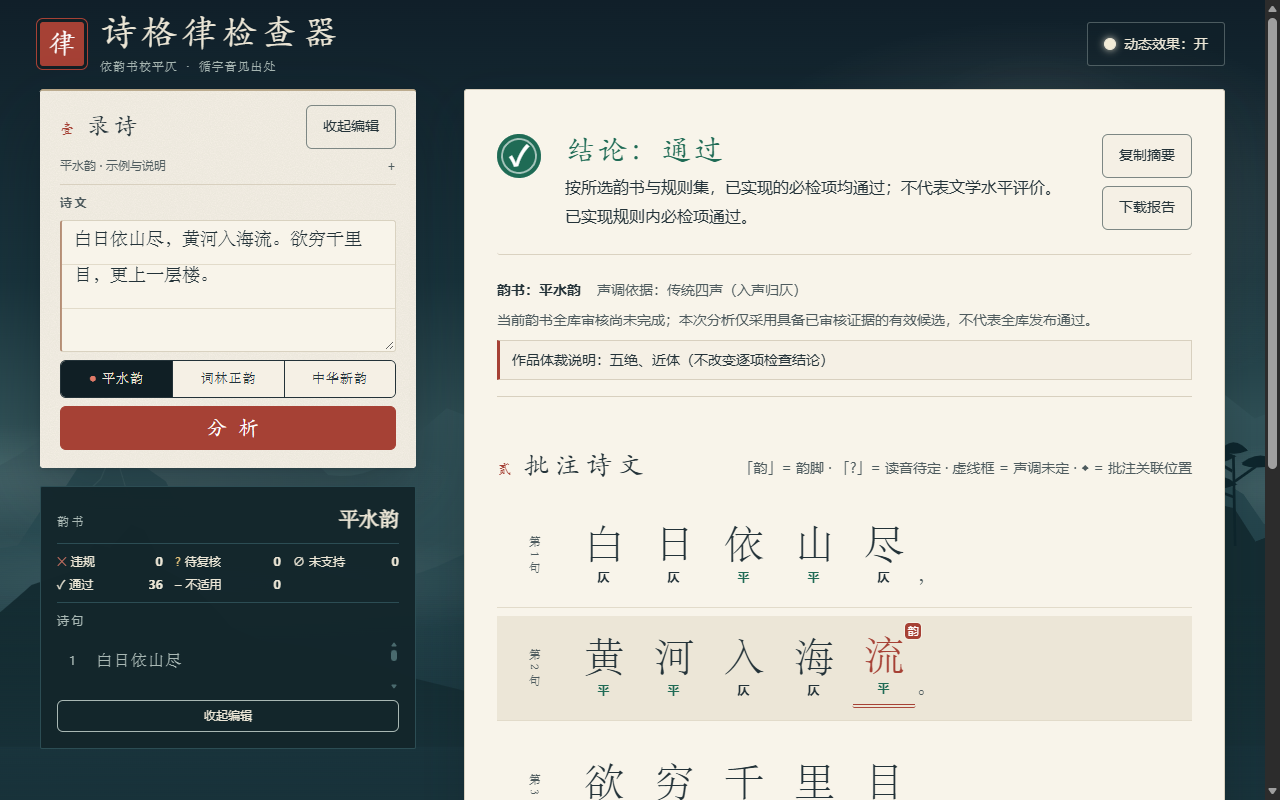 律
诗格律检查器
依韵书校平仄 · 循字音见出处
动态效果：开
壹 录诗
收起编辑
平水韵 · 示例与说明 +
诗文
白日依山尽，黄河入海流。欲穷千里
目，更上一层楼。
平水韵 词林正韵 中华新韵
分析
韵书 平水韵
违规 0 ? 待复核 0 未支持 0
通过 36 不适用 0
诗句
1 白日依山尽
收起编辑
结论：通过
按所选韵书与规则集，已实现的必检项均通过；不代表文学水平评价。
已实现规则内必检项通过。
复制摘要
下载报告
韵书：平水韵 声调依据：传统四声（入声归仄）
当前韵书全库审核尚未完成；本次分析仅采用具备已审核证据的有效候选，不代表全库发布通过。
作品体裁说明：五绝、近体（不改变逐项检查结论）
贰 批注诗文
「韵」= 韵脚 · 「?」= 读音待定 · 虚线框 = 声调未定 · ◆ = 批注关联位置
第1句
白日依山尽，
仄 仄 平 平 仄
第2句
黄河入海流。
韵
平 平 仄 仄 平
第3
欲穷千里目